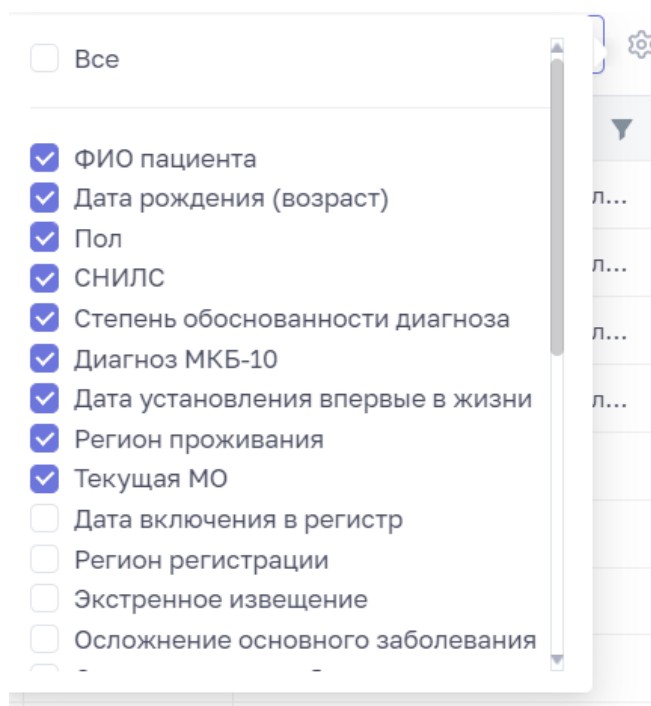 Все
ФИО пациента
Дата рождения (возраст)
Пол
СНИЛС
Степень обоснованности диагноза
Диагноз МКБ-10
Дата установления впервые в жизни
Регион проживания
Текущая МО
Дата включения в регистр
Регион регистрации
Экстренное извещение
Осложнение основного заболевания
л...
л...
л...
л...